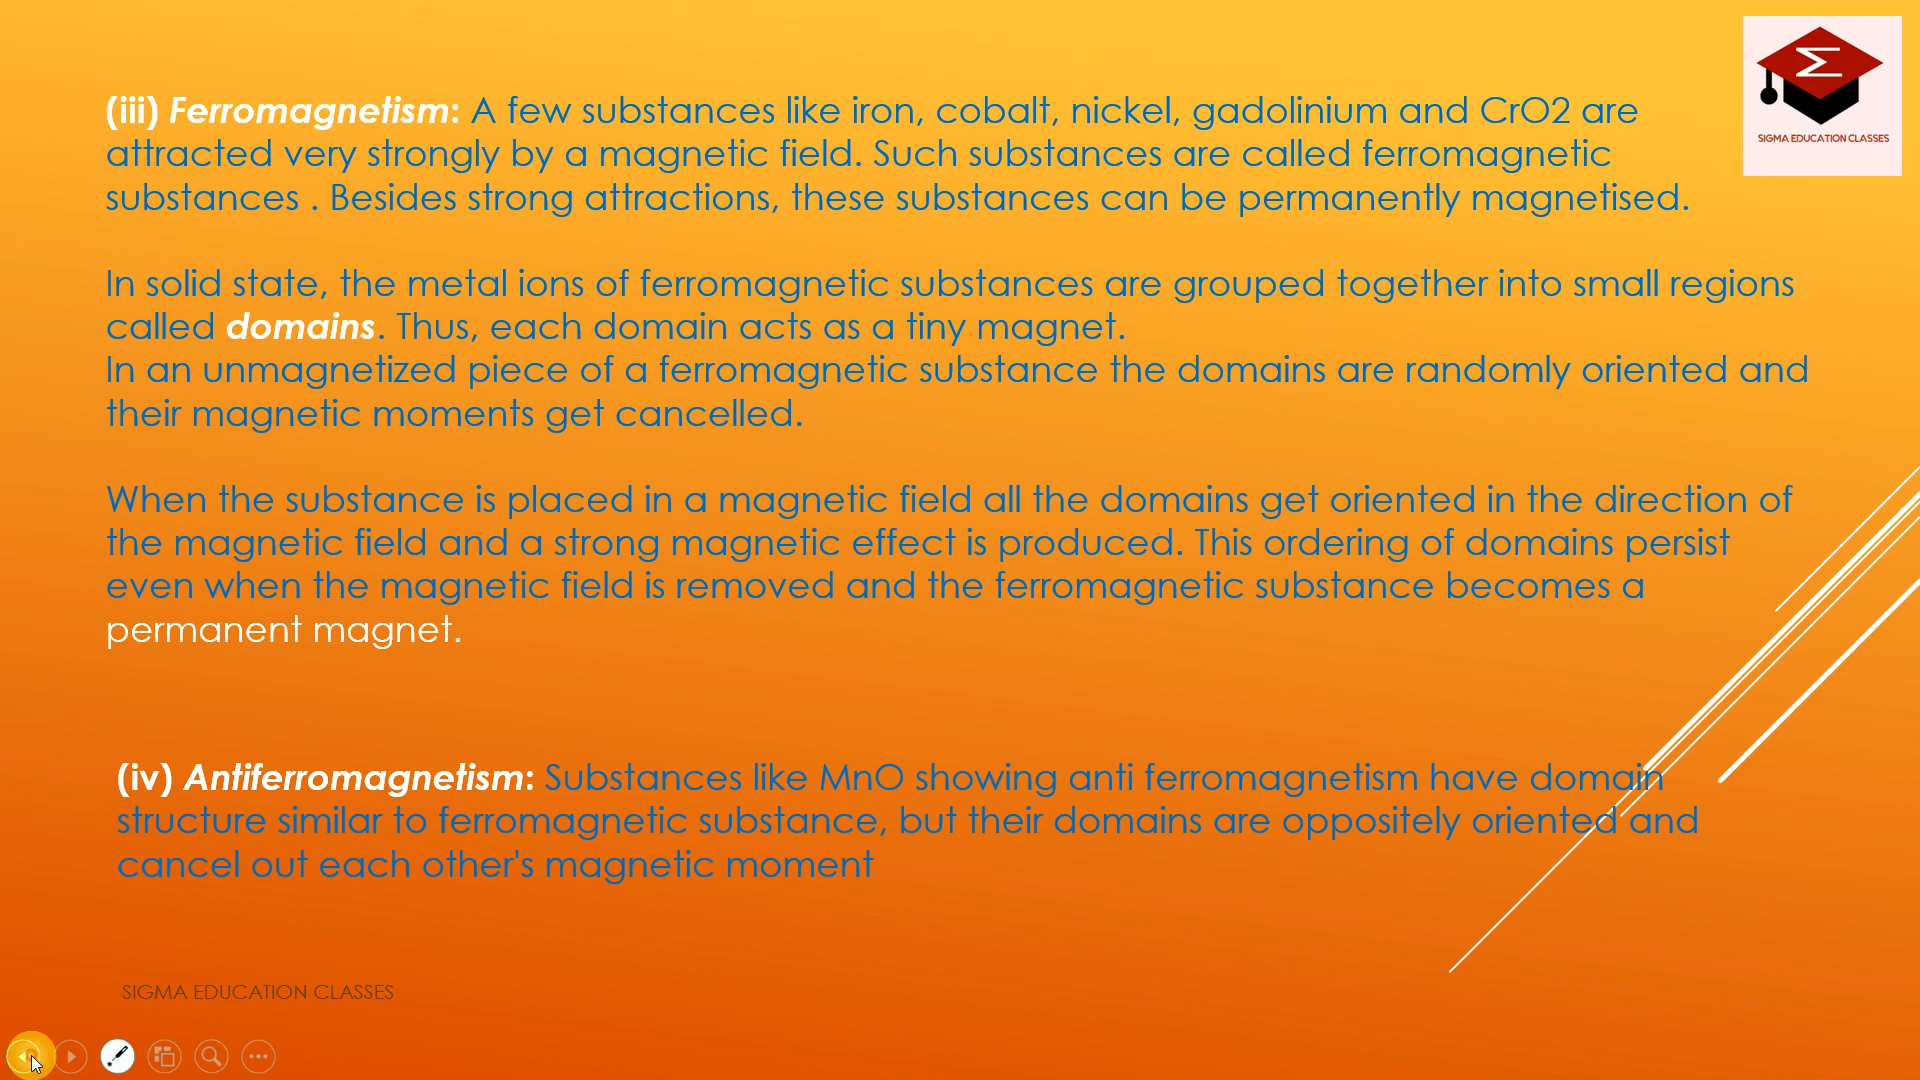 (iii) Ferromagnetism: A few substances like iron, cobalt, nickel, gadolinium and CrO2 are
attracted very strongly by a magnetic field. Such substances are called ferromagnetic
substances . Besides strong attractions, these substances can be permanently magnetised.
In solid state, the metal ions of ferromagnetic substances are grouped together into small regions
called domains. Thus, each domain acts as a tiny magnet.
In an unmagnetized piece of a ferromagnetic substance the domains are randomly oriented and
their magnetic moments get cancelled.
When the substance is placed in a magnetic field all the domains get oriented in the direction of
the magnetic field and a strong magnetic effect is produced. This ordering of domains persist
even when the magnetic field is removed and the ferromagnetic substance becomes a
permanent magnet.
(iv) Antiferromagnetism: Substances like MnO showing anti ferromagnetism have domain
structure similar to ferromagnetic substance, but their domains are oppositely oriented and
cancel out each other's magnetic moment
SIGMA EDUCATION CLASSES
Σ
SIGMA EDUCATION CLASSES